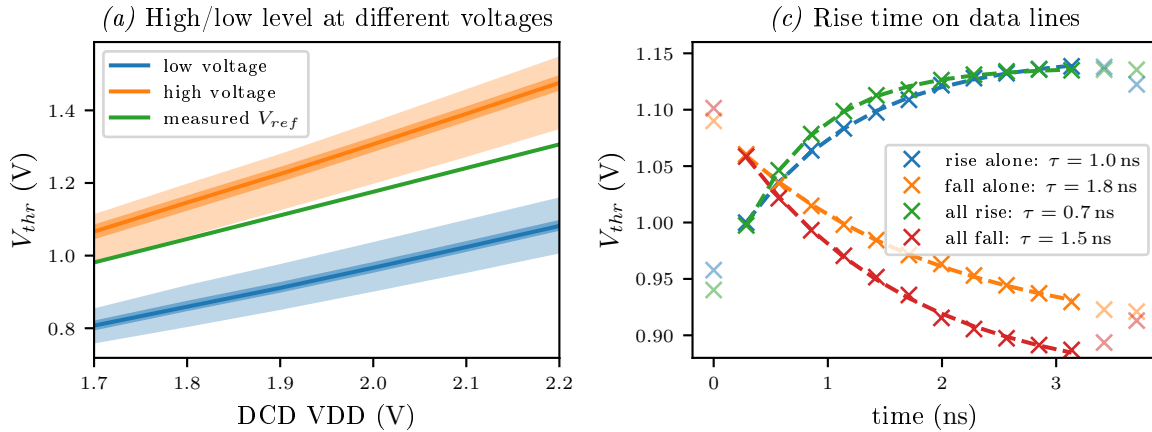 (a) High/low level at different voltages
low voltage
high voltage
measured V_ref
V_thr (V)
1.4
1.2
1.0
0.8
1.7
1.8
1.9
2.0
2.1
2.2
DCD VDD (V)
(c) Rise time on data lines
V_thr (V)
1.15
1.10
1.05
1.00
0.95
0.90
rise alone: τ = 1.0 ns
fall alone: τ = 1.8 ns
all rise: τ = 0.7 ns
all fall: τ = 1.5 ns
0
1
2
3
time (ns)